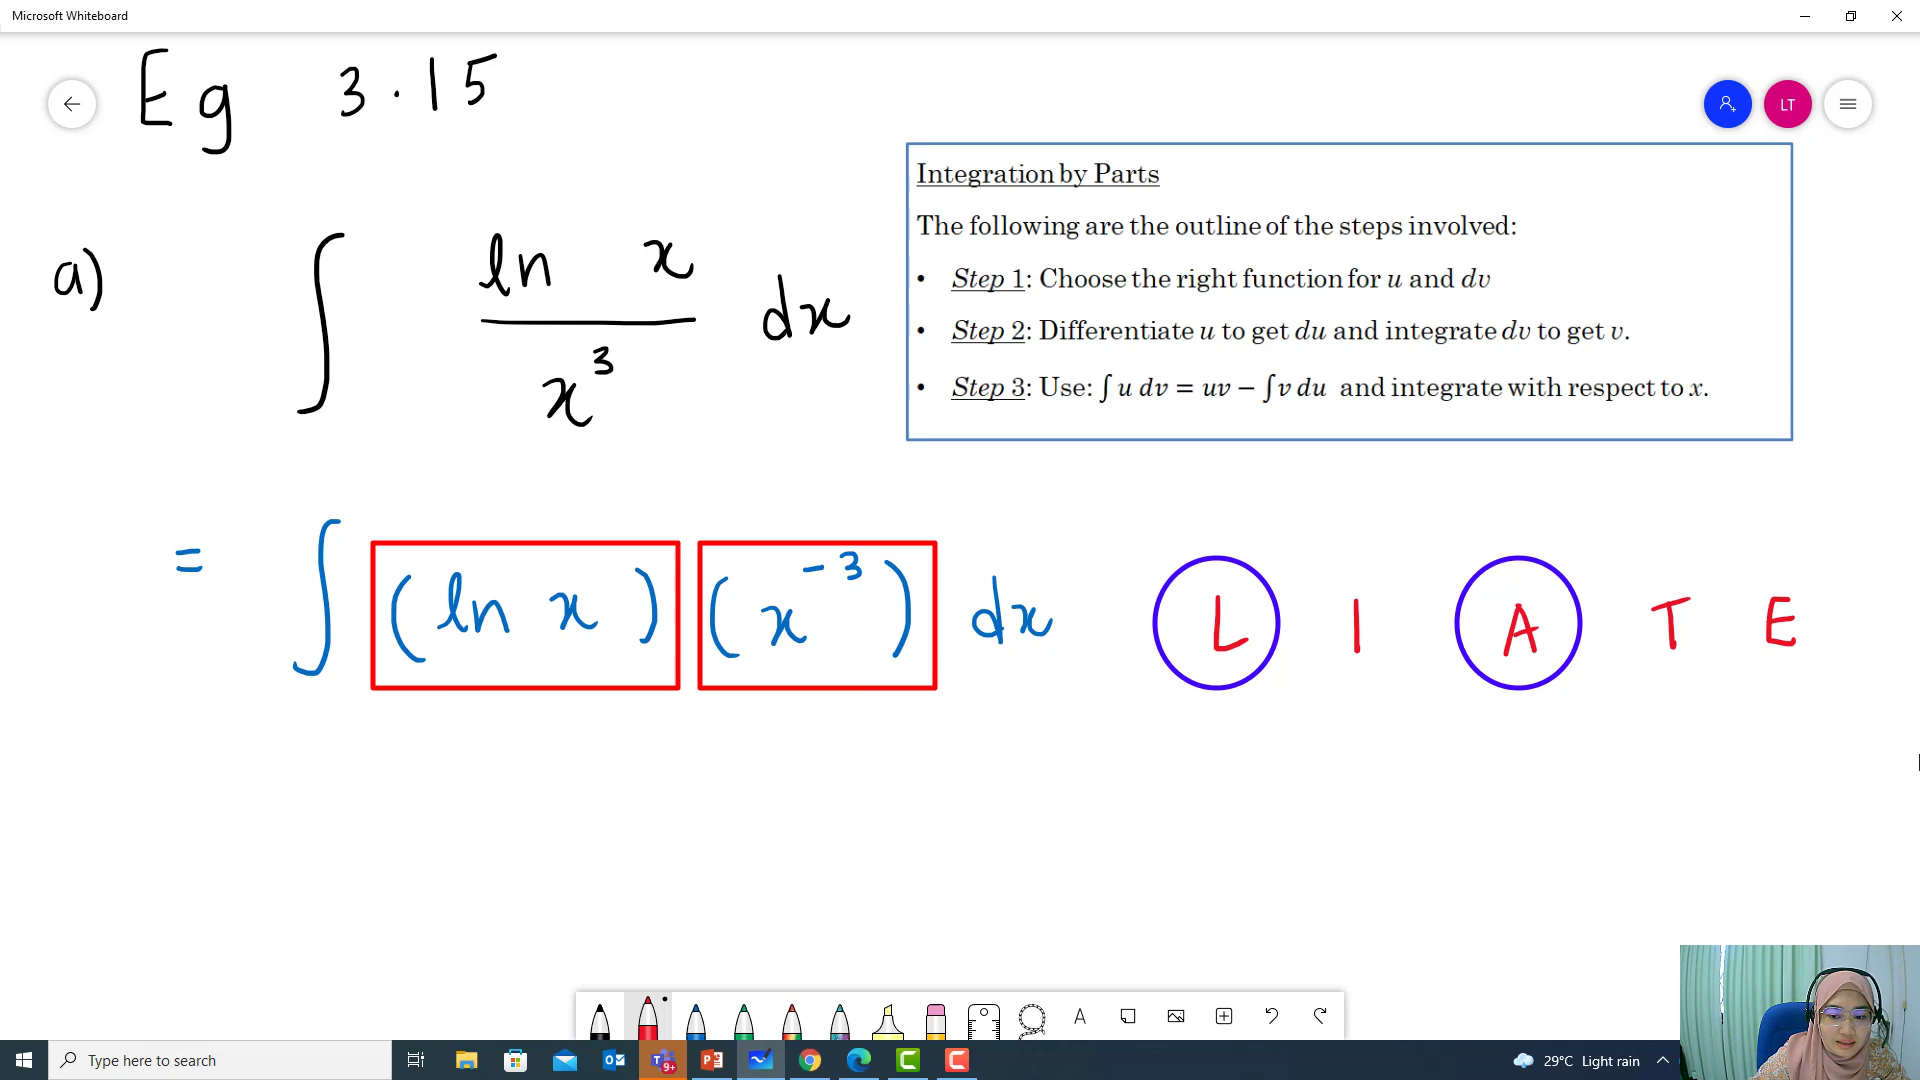 Microsoft Whiteboard
Eg 3.15
LT
Integration by Parts
The following are the outline of the steps involved:
• Step 1: Choose the right function for u and dv
• Step 2: Differentiate u to get du and integrate dv to get v.
• Step 3: Use: ∫ u dv = uv − ∫ v du and integrate with respect to x.
a) ∫ ln x / x³ dx
= ∫ (ln x) (x⁻³) dx L I A T E
A
Type here to search
9+
29°C Light rain